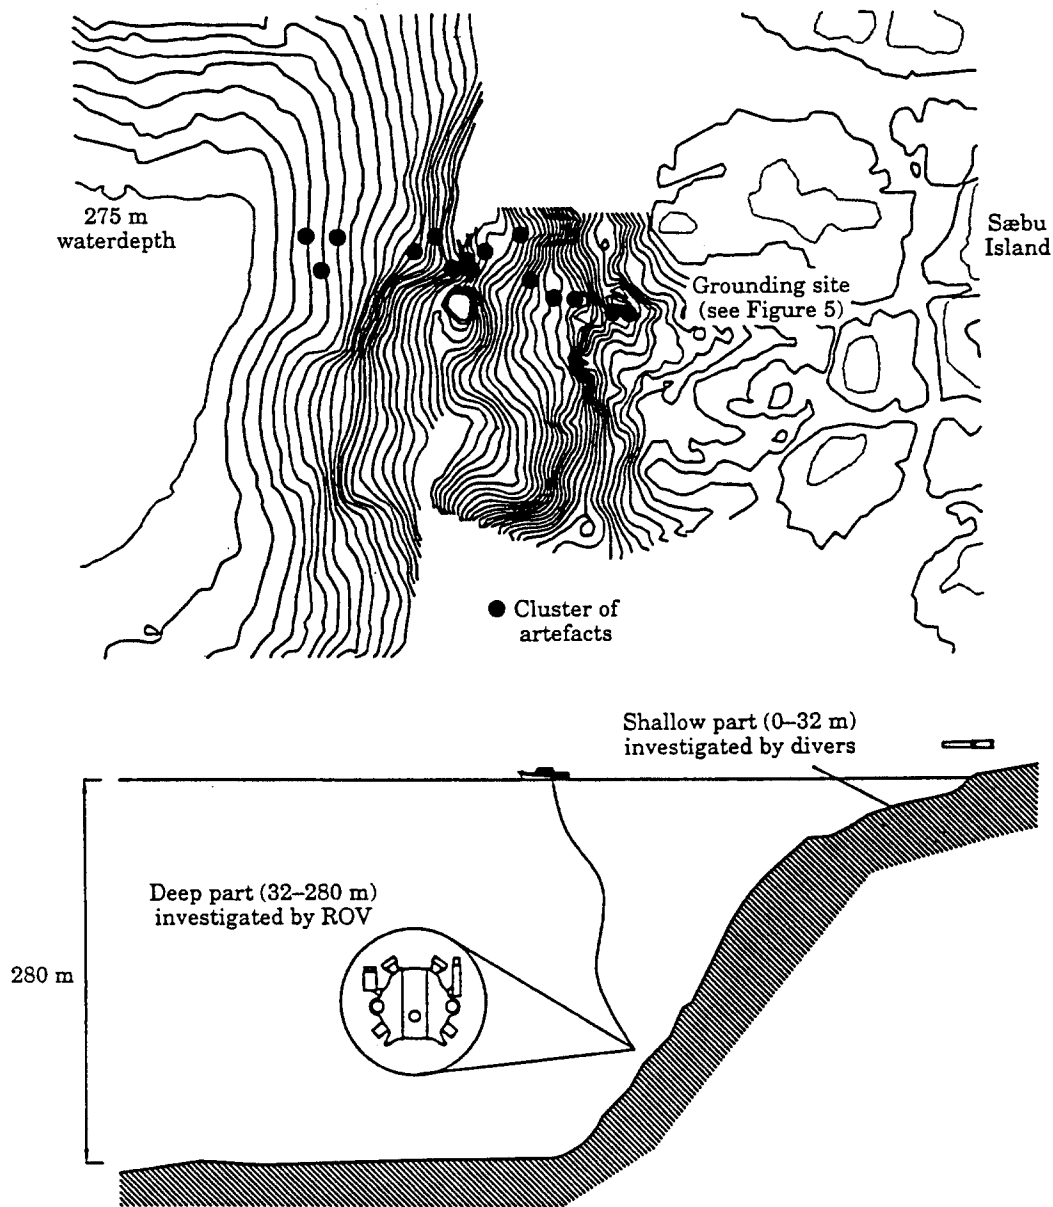 275 m
waterdepth
Sæbu
Island
Grounding site
(see Figure 5)
Cluster of
artefacts
Shallow part (0–32 m)
investigated by divers
Deep part (32–280 m)
investigated by ROV
280 m